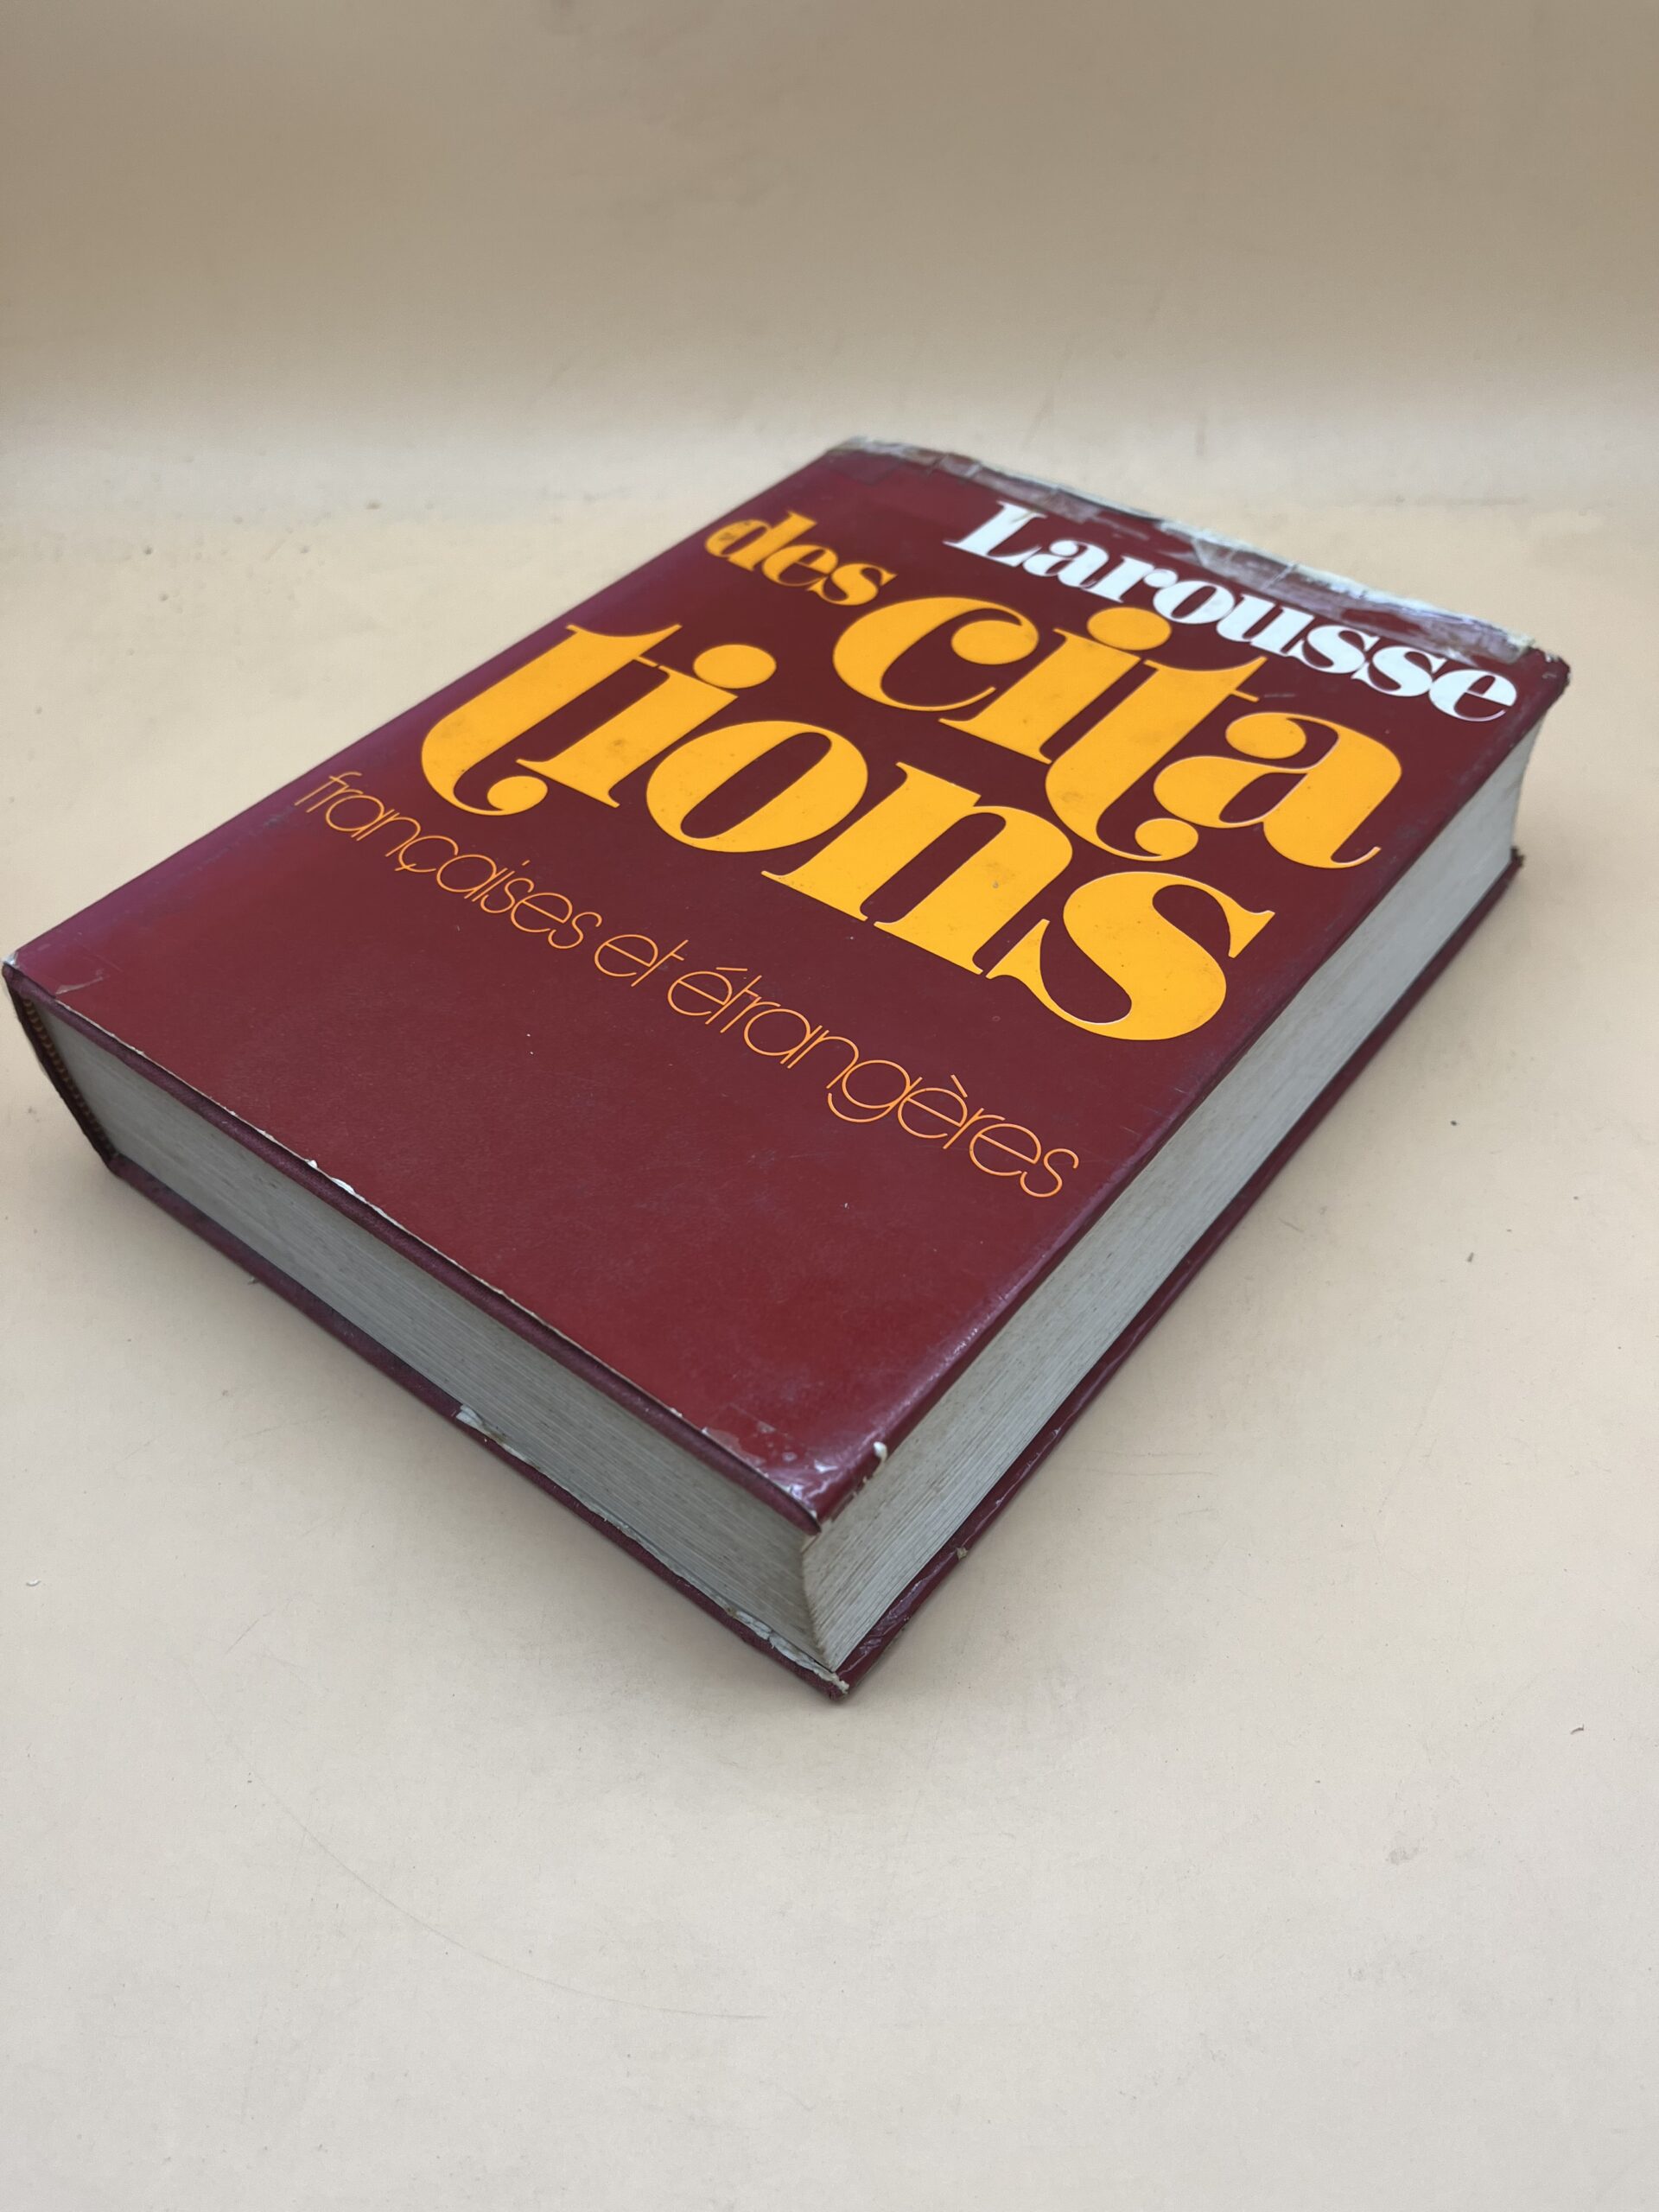 Larousse
des cita
tions
françaises et étrangères